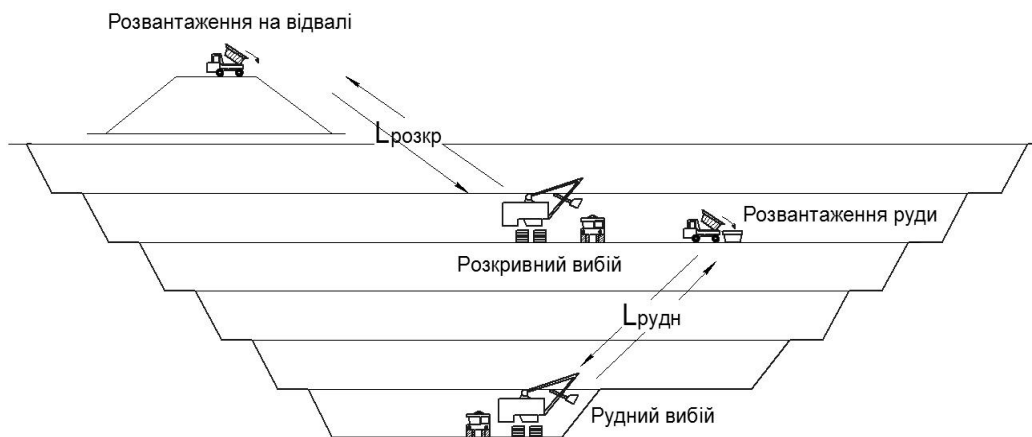 Розвантаження на відвалі
Lрозкр
Розвантаження руди
Розкривний вибій
Lрудн
Рудний вибій